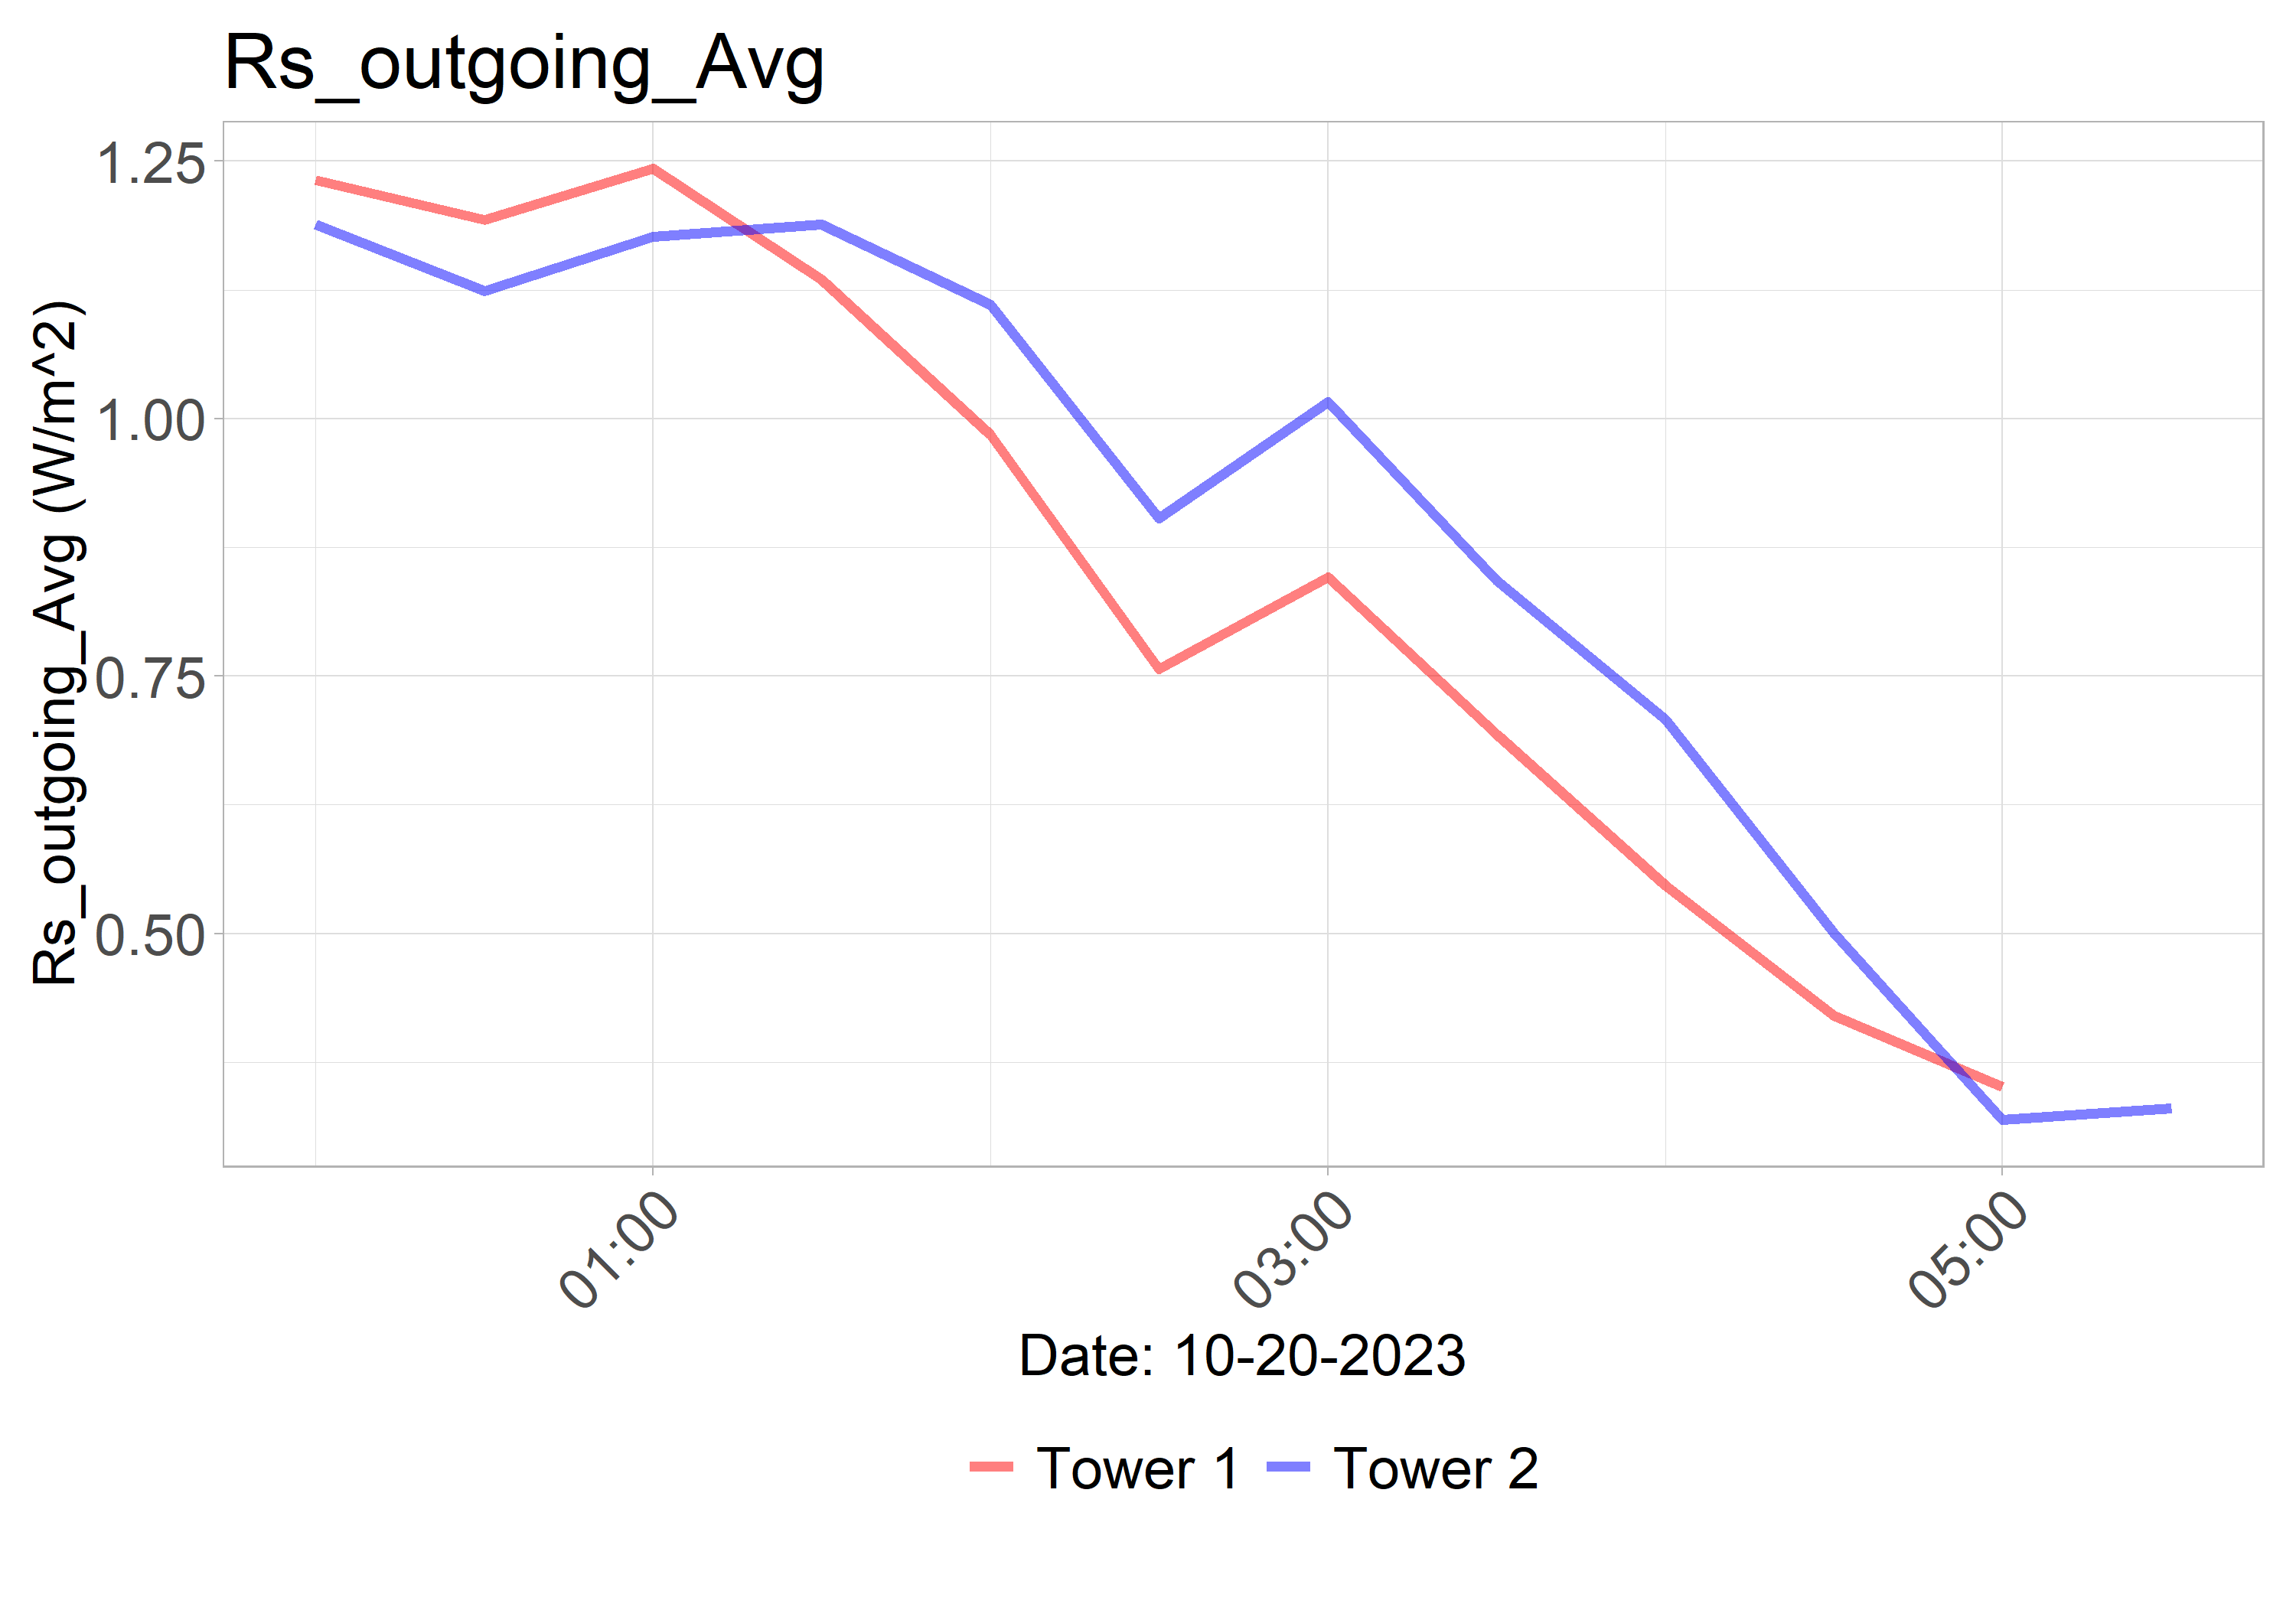 Rs_outgoing_Avg
Rs_outgoing_Avg (W/m^2)
1.25
1.00
0.75
0.50
01:00
03:00
05:00
Date: 10-20-2023
Tower 1
Tower 2